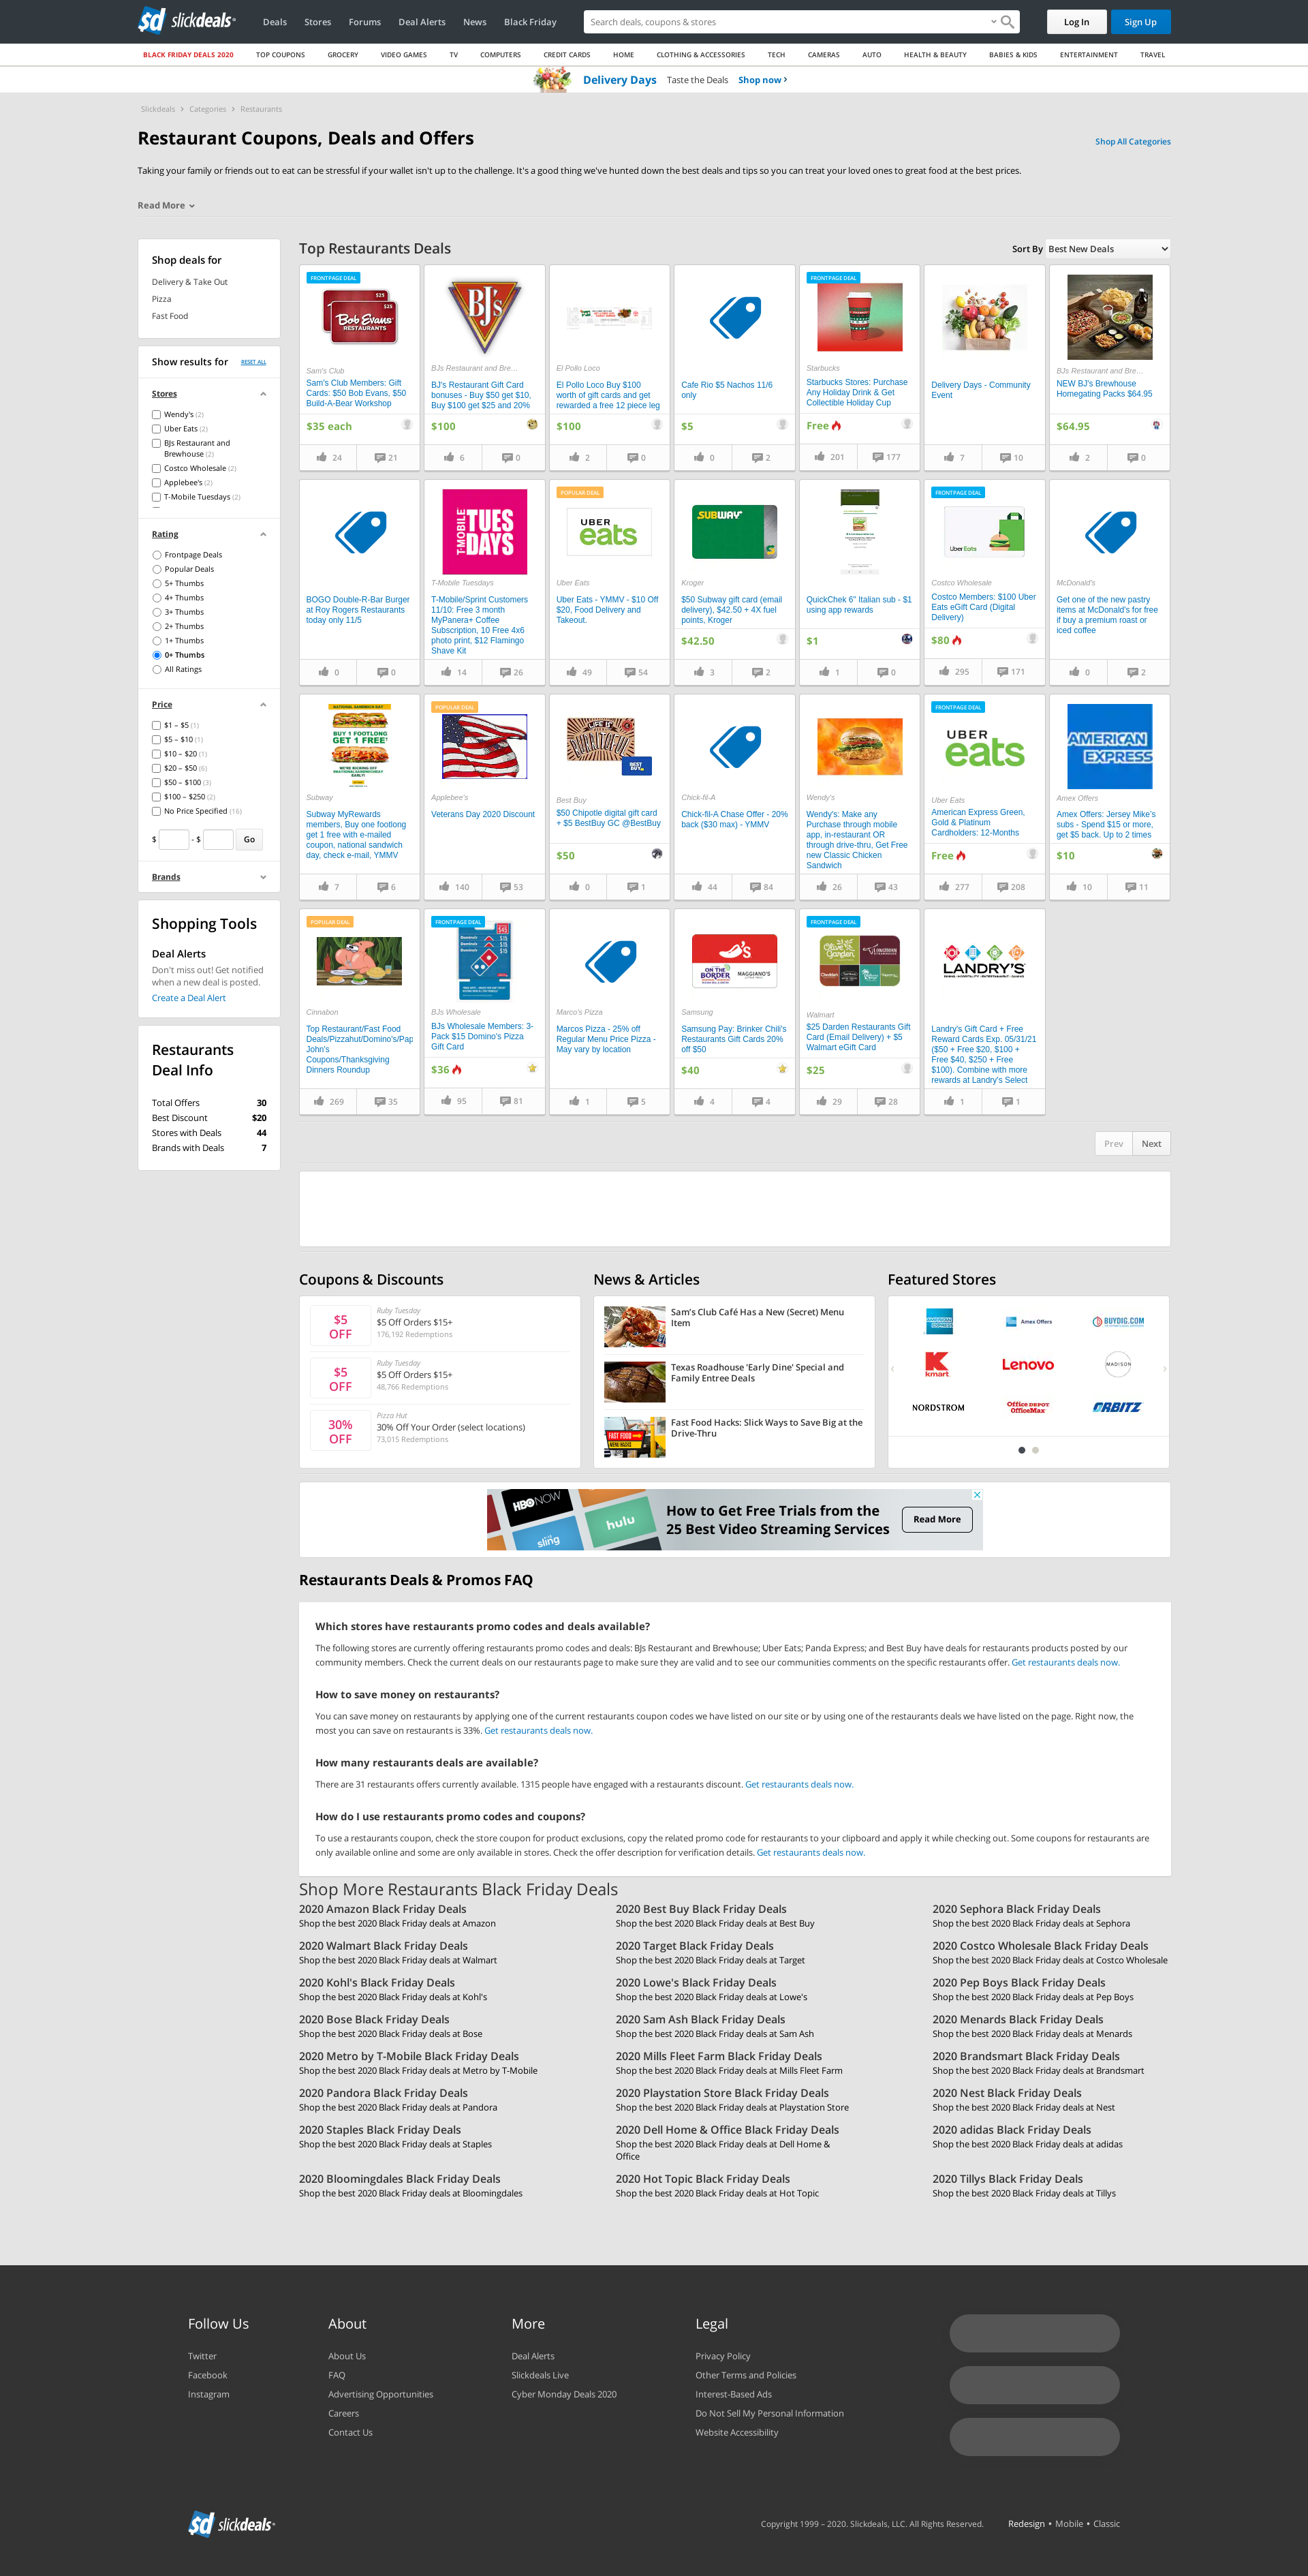 sd slickdeals
Deals Stores Forums Deal Alerts News Black Friday
Search deals, coupons & stores
Log In
Sign Up
BLACK FRIDAY DEALS 2020 TOP COUPONS GROCERY VIDEO GAMES TV COMPUTERS CREDIT CARDS HOME CLOTHING & ACCESSORIES TECH CAMERAS AUTO HEALTH & BEAUTY BABIES & KIDS ENTERTAINMENT TRAVEL
Delivery Days Taste the Deals Shop now ›
Slickdeals › Categories › Restaurants
Restaurant Coupons, Deals and Offers
Shop All Categories
Taking your family or friends out to eat can be stressful if your wallet isn't up to the challenge. It's a good thing we've hunted down the best deals and tips so you can treat your loved ones to great food at the best prices.
Read More
Shop deals for
Delivery & Take Out
Pizza
Fast Food
Show results for
RESET ALL
Stores
Wendy's (2)
Uber Eats (2)
BJs Restaurant and
Brewhouse (2)
Costco Wholesale (2)
Applebee's (2)
T-Mobile Tuesdays (2)
Rating
Frontpage Deals
Popular Deals
5+ Thumbs
4+ Thumbs
3+ Thumbs
2+ Thumbs
1+ Thumbs
0+ Thumbs
All Ratings
Price
$1 – $5 (1)
$5 – $10 (1)
$10 – $20 (1)
$20 – $50 (6)
$50 – $100 (3)
$100 – $250 (2)
No Price Specified (16)
$ - $ Go
Brands
Shopping Tools
Deal Alerts
Don't miss out! Get notified
when a new deal is posted.
Create a Deal Alert
Restaurants
Deal Info
Total Offers 30
Best Discount $20
Stores with Deals 44
Brands with Deals 7
Top Restaurants Deals
Sort By Best New Deals
FRONTPAGE DEAL
$25
$25
Bob Evans
RESTAURANTS
Sam's Club
Sam's Club Members: Gift
Cards: $50 Bob Evans, $50
Build-A-Bear Workshop
$35 each
24 21
BJ's
BJs Restaurant and Bre...
BJ's Restaurant Gift Card
bonuses - Buy $50 get $10,
Buy $100 get $25 and 20%
$100
6 0
El Pollo Loco
El Pollo Loco Buy $100
worth of gift cards and get
rewarded a free 12 piece leg
$100
2 0
Cafe Rio $5 Nachos 11/6
only
$5
0 2
FRONTPAGE DEAL
Starbucks
Starbucks Stores: Purchase
Any Holiday Drink & Get
Collectible Holiday Cup
Free
201 177
Delivery Days - Community
Event
7 10
BJs Restaurant and Bre...
NEW BJ's Brewhouse
Homegating Packs $64.95
$64.95
2 0
BOGO Double-R-Bar Burger
at Roy Rogers Restaurants
today only 11/5
0 0
T-MOBILE
TUES
DAYS
T-Mobile Tuesdays
T-Mobile/Sprint Customers
11/10: Free 3 month
MyPanera+ Coffee
Subscription, 10 Free 4x6
photo print, $12 Flamingo
Shave Kit
14 26
POPULAR DEAL
UBER
eats
Uber Eats
Uber Eats - YMMV - $10 Off
$20, Food Delivery and
Takeout.
49 54
SUBWAY
Kroger
$50 Subway gift card (email
delivery), $42.50 + 4X fuel
points, Kroger
$42.50
3 2
QuickChek 6" Italian sub - $1
using app rewards
$1
1 0
FRONTPAGE DEAL
Uber Eats
Costco Wholesale
Costco Members: $100 Uber
Eats eGift Card (Digital
Delivery)
$80
295 171
McDonald's
Get one of the new pastry
items at McDonald's for free
if buy a premium roast or
iced coffee
0 2
NATIONAL SANDWICH DAY
BUY 1 FOOTLONG
GET 1 FREE!
Subway
Subway MyRewards
members, Buy one footlong
get 1 free with e-mailed
coupon, national sandwich
day, check e-mail, YMMV
7 6
POPULAR DEAL
Applebee's
Veterans Day 2020 Discount
140 53
BEST
BUY
Best Buy
$50 Chipotle digital gift card
+ $5 BestBuy GC @BestBuy
$50
0 1
Chick-fil-A
Chick-fil-A Chase Offer - 20%
back ($30 max) - YMMV
44 84
Wendy's
Wendy's: Make any
Purchase through mobile
app, in-restaurant OR
through drive-thru, Get Free
new Classic Chicken
Sandwich
26 43
FRONTPAGE DEAL
UBER
eats
Uber Eats
American Express Green,
Gold & Platinum
Cardholders: 12-Months
Free
277 208
AMERICAN
EXPRESS
Amex Offers
Amex Offers: Jersey Mike's
subs - Spend $15 or more,
get $5 back. Up to 2 times
$10
10 11
POPULAR DEAL
Cinnabon
Top Restaurant/Fast Food
Deals/Pizzahut/Domino's/Pap
John's
Coupons/Thanksgiving
Dinners Roundup
269 35
FRONTPAGE DEAL
$45
$15
$15
$15
BJs Wholesale
BJs Wholesale Members: 3-
Pack $15 Domino's Pizza
Gift Card
$36
95 81
Marco's Pizza
Marcos Pizza - 25% off
Regular Menu Price Pizza -
May vary by location
1 5
ON THE
BORDER
MAGGIANO'S
Samsung
Samsung Pay: Brinker Chili's
Restaurants Gift Cards 20%
off $50
$40
4 4
FRONTPAGE DEAL
Olive Garden
Walmart
$25 Darden Restaurants Gift
Card (Email Delivery) + $5
Walmart eGift Card
$25
29 28
LANDRY'S
Landry's Gift Card + Free
Reward Cards Exp. 05/31/21
($50 + Free $20, $100 +
Free $40, $250 + Free
$100). Combine with more
rewards at Landry's Select
1 1
Prev Next
Coupons & Discounts
$5
OFF
Ruby Tuesday
$5 Off Orders $15+
176,192 Redemptions
$5
OFF
Ruby Tuesday
$5 Off Orders $15+
48,766 Redemptions
30%
OFF
Pizza Hut
30% Off Your Order (select locations)
73,015 Redemptions
News & Articles
Sam's Club Café Has a New (Secret) Menu
Item
Texas Roadhouse 'Early Dine' Special and
Family Entree Deals
FAST FOOD
MENU HACKS
Fast Food Hacks: Slick Ways to Save Big at the
Drive-Thru
Featured Stores
AMERICAN EXPRESS
Amex Offers
BUYDIG.COM
kmart
Lenovo
MADISON
NORDSTROM
Office DEPOT
OfficeMax
ORBITZ
HBO NOW
sling
hulu
How to Get Free Trials from the
25 Best Video Streaming Services
Read More
Restaurants Deals & Promos FAQ
Which stores have restaurants promo codes and deals available?
The following stores are currently offering restaurants promo codes and deals: BJs Restaurant and Brewhouse; Uber Eats; Panda Express; and Best Buy have deals for restaurants products posted by our
community members. Check the current deals on our restaurants page to make sure they are valid and to see our communities comments on the specific restaurants offer. Get restaurants deals now.
How to save money on restaurants?
You can save money on restaurants by applying one of the current restaurants coupon codes we have listed on our site or by using one of the restaurants deals we have listed on the page. Right now, the
most you can save on restaurants is 33%. Get restaurants deals now.
How many restaurants deals are available?
There are 31 restaurants offers currently available. 1315 people have engaged with a restaurants discount. Get restaurants deals now.
How do I use restaurants promo codes and coupons?
To use a restaurants coupon, check the store coupon for product exclusions, copy the related promo code for restaurants to your clipboard and apply it while checking out. Some coupons for restaurants are
only available online and some are only available in stores. Check the offer description for verification details. Get restaurants deals now.
Shop More Restaurants Black Friday Deals
2020 Amazon Black Friday Deals
Shop the best 2020 Black Friday deals at Amazon
2020 Best Buy Black Friday Deals
Shop the best 2020 Black Friday deals at Best Buy
2020 Sephora Black Friday Deals
Shop the best 2020 Black Friday deals at Sephora
2020 Walmart Black Friday Deals
Shop the best 2020 Black Friday deals at Walmart
2020 Target Black Friday Deals
Shop the best 2020 Black Friday deals at Target
2020 Costco Wholesale Black Friday Deals
Shop the best 2020 Black Friday deals at Costco Wholesale
2020 Kohl's Black Friday Deals
Shop the best 2020 Black Friday deals at Kohl's
2020 Lowe's Black Friday Deals
Shop the best 2020 Black Friday deals at Lowe's
2020 Pep Boys Black Friday Deals
Shop the best 2020 Black Friday deals at Pep Boys
2020 Bose Black Friday Deals
Shop the best 2020 Black Friday deals at Bose
2020 Sam Ash Black Friday Deals
Shop the best 2020 Black Friday deals at Sam Ash
2020 Menards Black Friday Deals
Shop the best 2020 Black Friday deals at Menards
2020 Metro by T-Mobile Black Friday Deals
Shop the best 2020 Black Friday deals at Metro by T-Mobile
2020 Mills Fleet Farm Black Friday Deals
Shop the best 2020 Black Friday deals at Mills Fleet Farm
2020 Brandsmart Black Friday Deals
Shop the best 2020 Black Friday deals at Brandsmart
2020 Pandora Black Friday Deals
Shop the best 2020 Black Friday deals at Pandora
2020 Playstation Store Black Friday Deals
Shop the best 2020 Black Friday deals at Playstation Store
2020 Nest Black Friday Deals
Shop the best 2020 Black Friday deals at Nest
2020 Staples Black Friday Deals
Shop the best 2020 Black Friday deals at Staples
2020 Dell Home & Office Black Friday Deals
Shop the best 2020 Black Friday deals at Dell Home &
Office
2020 adidas Black Friday Deals
Shop the best 2020 Black Friday deals at adidas
2020 Bloomingdales Black Friday Deals
Shop the best 2020 Black Friday deals at Bloomingdales
2020 Hot Topic Black Friday Deals
Shop the best 2020 Black Friday deals at Hot Topic
2020 Tillys Black Friday Deals
Shop the best 2020 Black Friday deals at Tillys
Follow Us
Twitter
Facebook
Instagram
About
About Us
FAQ
Advertising Opportunities
Careers
Contact Us
More
Deal Alerts
Slickdeals Live
Cyber Monday Deals 2020
Legal
Privacy Policy
Other Terms and Policies
Interest-Based Ads
Do Not Sell My Personal Information
Website Accessibility
sd slickdeals
Copyright 1999 – 2020. Slickdeals, LLC. All Rights Reserved.
Redesign • Mobile • Classic